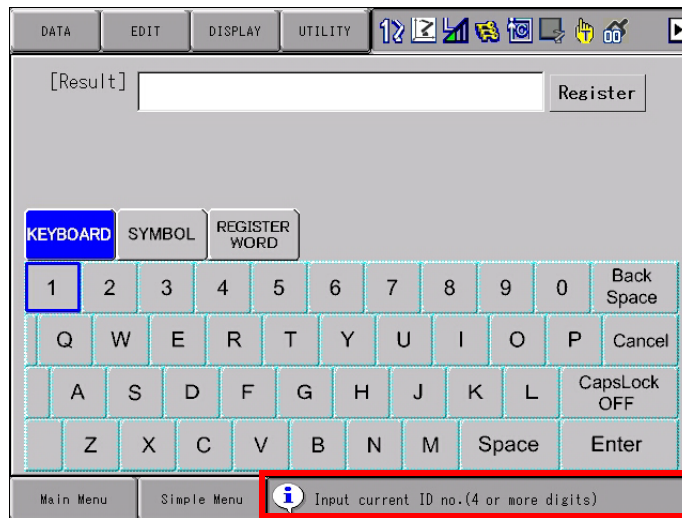 DATA EDIT DISPLAY UTILITY
[Result] Register
KEYBOARD SYMBOL REGISTER WORD
1 2 3 4 5 6 7 8 9 0 Back Space
Q W E R T Y U I O P Cancel
A S D F G H J K L CapsLock OFF
Z X C V B N M Space Enter
Main Menu Simple Menu Input current ID no.(4 or more digits)